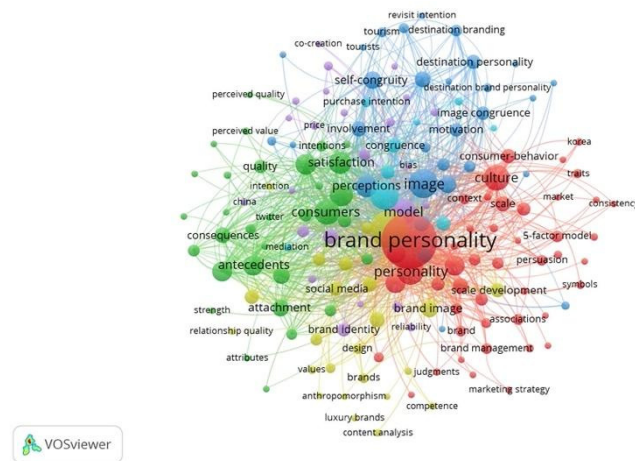 revisit intention
tourism
destination branding
co-creation
tourists
destination personality
self-congruity
perceived quality
destination brand personality
purchase intention
price
image congruence
perceived value
involvement
motivation
intentions
congruence
korea
quality
satisfaction
bias
consumer-behavior
traits
intention
perceptions
image
culture
china
context
market
consistency
twitter
consumers
model
scale
consequences
mediation
brand personality
5-factor model
antecedents
personality
persuasion
social media
scale development
symbols
strength
attachment
brand image
associations
relationship quality
brand identity
reliability
brand
design
brand management
attributes
values
brands
judgments
marketing strategy
anthropomorphism
competence
luxury brands
content analysis
VOSviewer